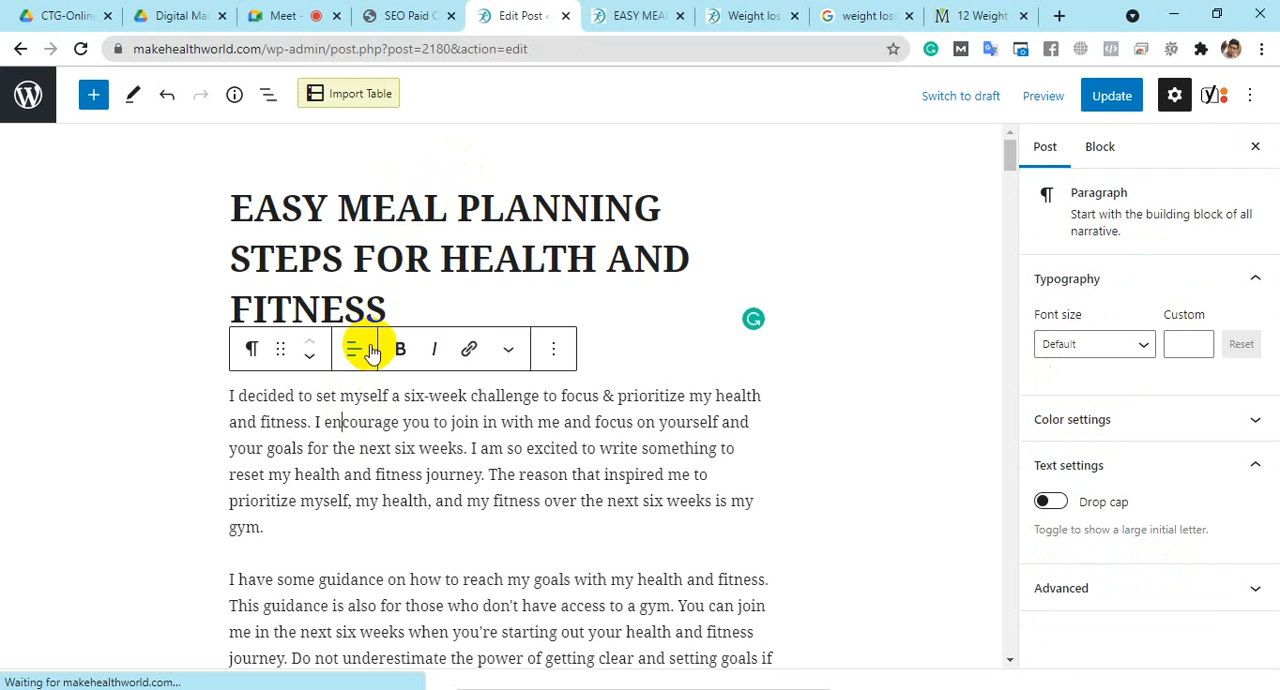 CTG-Online
Digital Ma
Meet -
SEO Paid C
Edit Post
EASY MEA
Weight los
weight loss
12 Weight
makehealthworld.com/wp-admin/post.php?post=2180&action=edit
Import Table
Switch to draft
Preview
Update
EASY MEAL PLANNING
STEPS FOR HEALTH AND
FITNESS
B I
I decided to set myself a six-week challenge to focus & prioritize my health
and fitness. I encourage you to join in with me and focus on yourself and
your goals for the next six weeks. I am so excited to write something to
reset my health and fitness journey. The reason that inspired me to
prioritize myself, my health, and my fitness over the next six weeks is my
gym.
I have some guidance on how to reach my goals with my health and fitness.
This guidance is also for those who don't have access to a gym. You can join
me in the next six weeks when you're starting out your health and fitness
journey. Do not underestimate the power of getting clear and setting goals if
Post
Block
Paragraph
Start with the building block of all
narrative.
Typography
Font size
Custom
Default
Reset
Color settings
Text settings
Drop cap
Toggle to show a large initial letter.
Advanced
Waiting for makehealthworld.com...